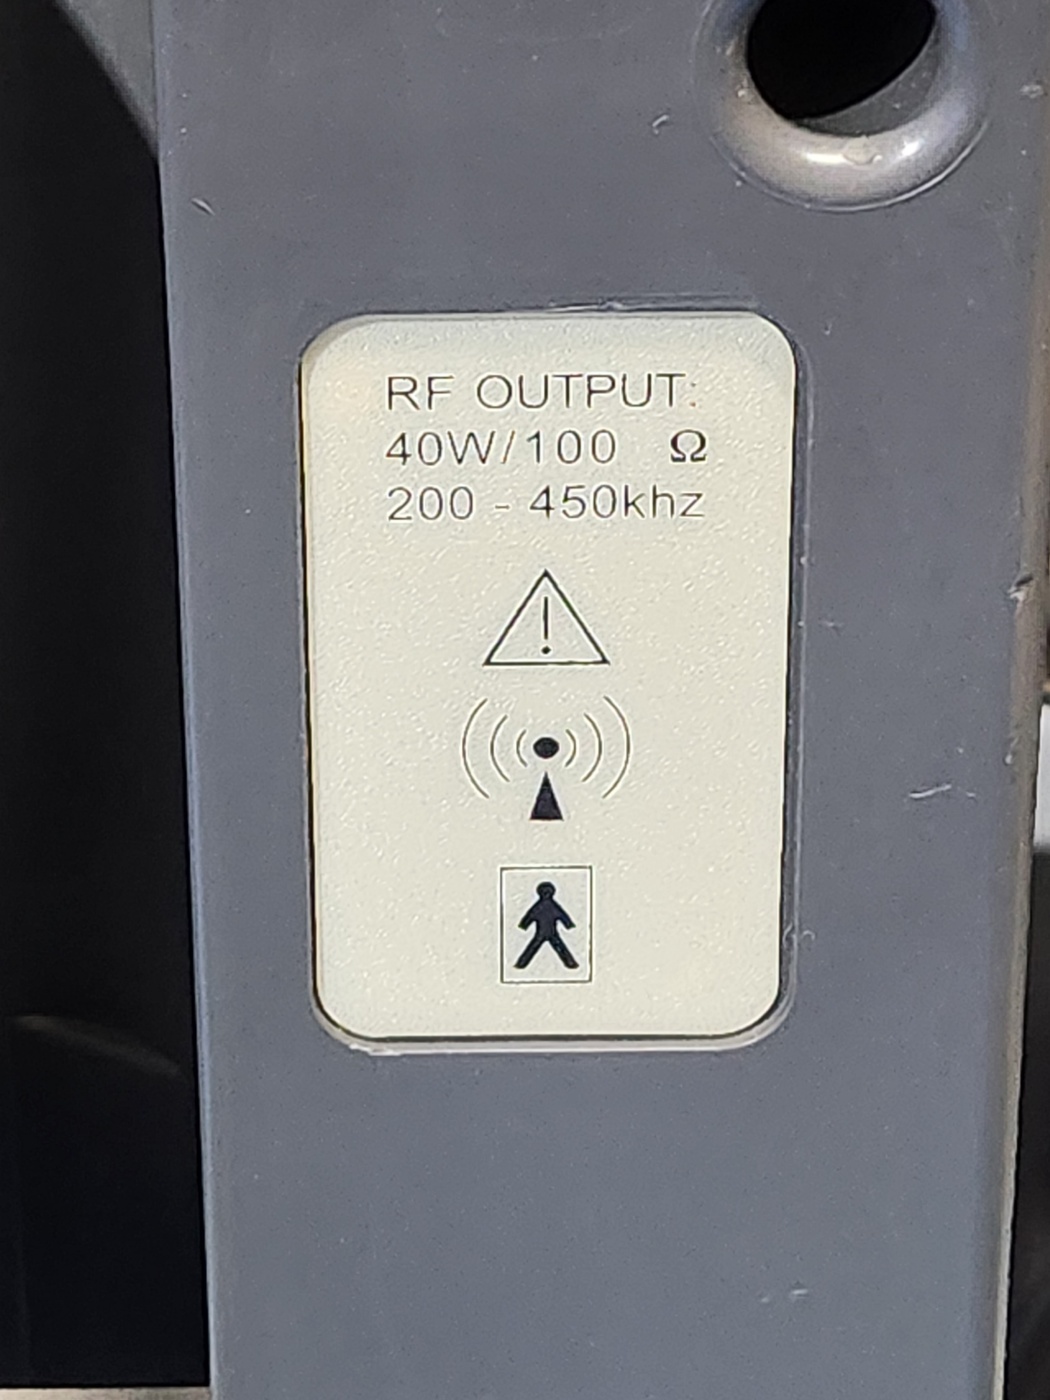 RF OUTPUT:
40W/100 Ω
200 - 450khz